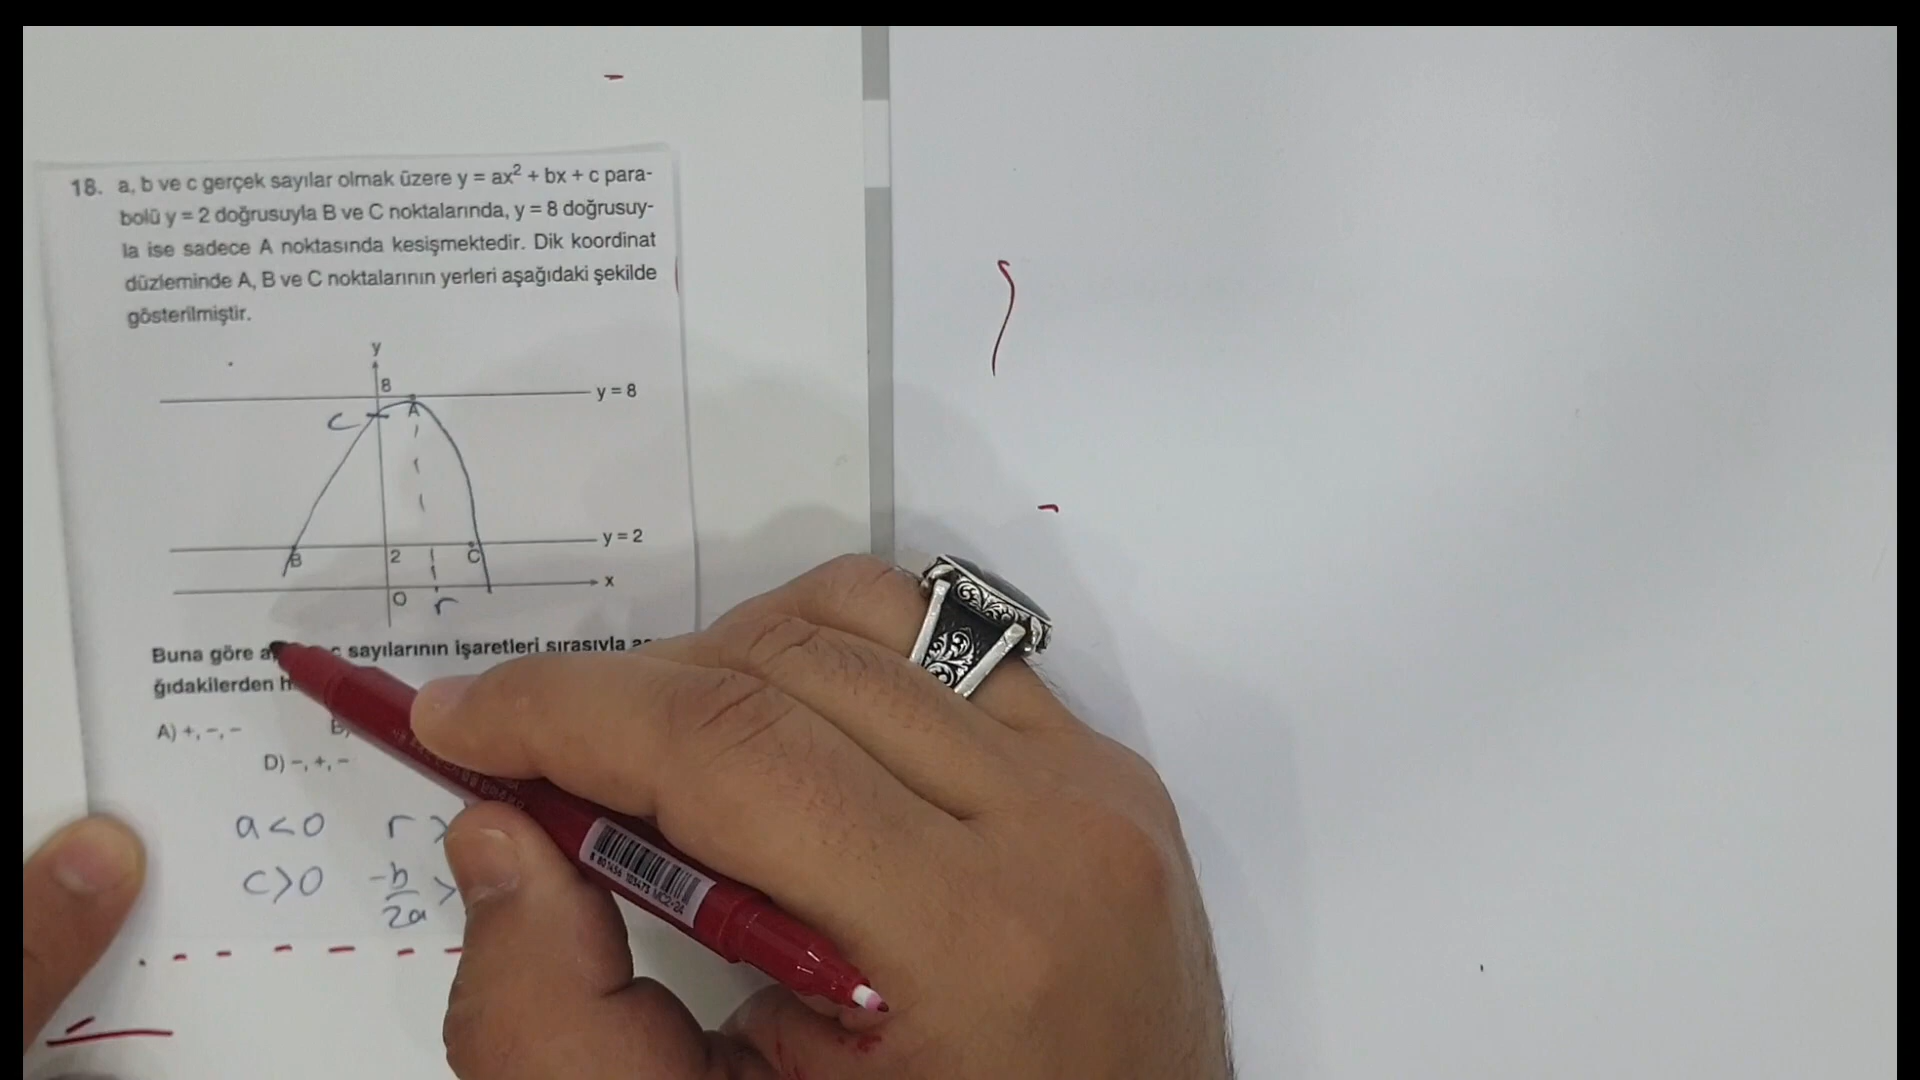 18. a, b ve c gerçek sayılar olmak üzere y = ax² + bx + c para-
bolü y = 2 doğrusuyla B ve C noktalarında, y = 8 doğrusuy-
la ise sadece A noktasında kesişmektedir. Dik koordinat
düzleminde A, B ve C noktalarının yerleri aşağıdaki şekilde
gösterilmiştir.
y
8
y = 8
C
A
y = 2
B
2
C
x
O
r
Buna göre a, c sayılarının işaretleri sırasıyla
ğıdakilerden
A) +, −, −
D) −, +, −
a<0 r >
c>0 -b/2a >